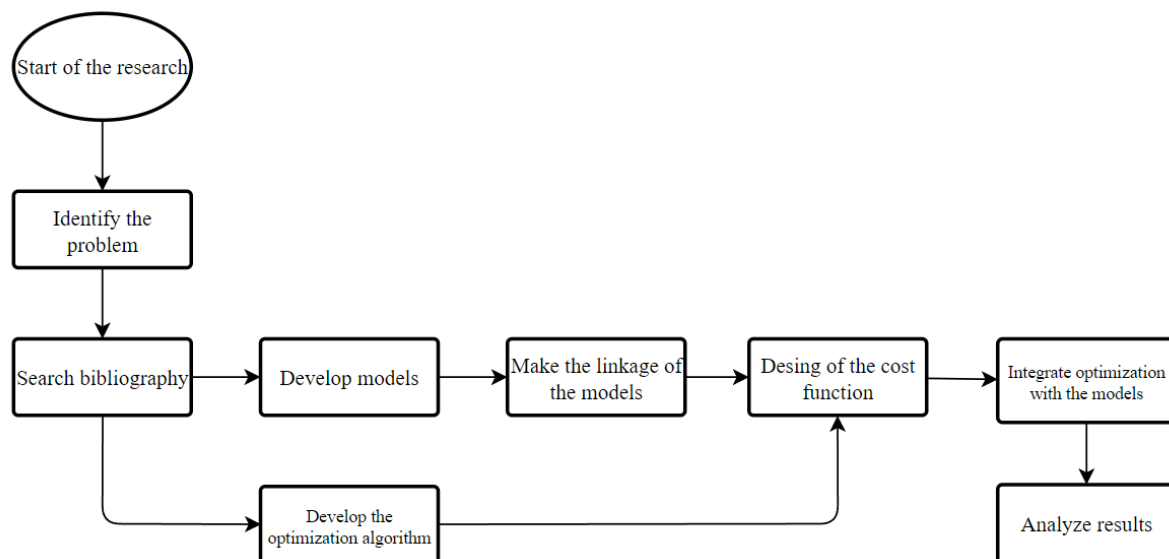 Start of the research
Identify the
problem
Search bibliography
Develop models
Make the linkage of
the models
Desing of the cost
function
Integrate optimization
with the models
Develop the
optimization algorithm
Analyze results